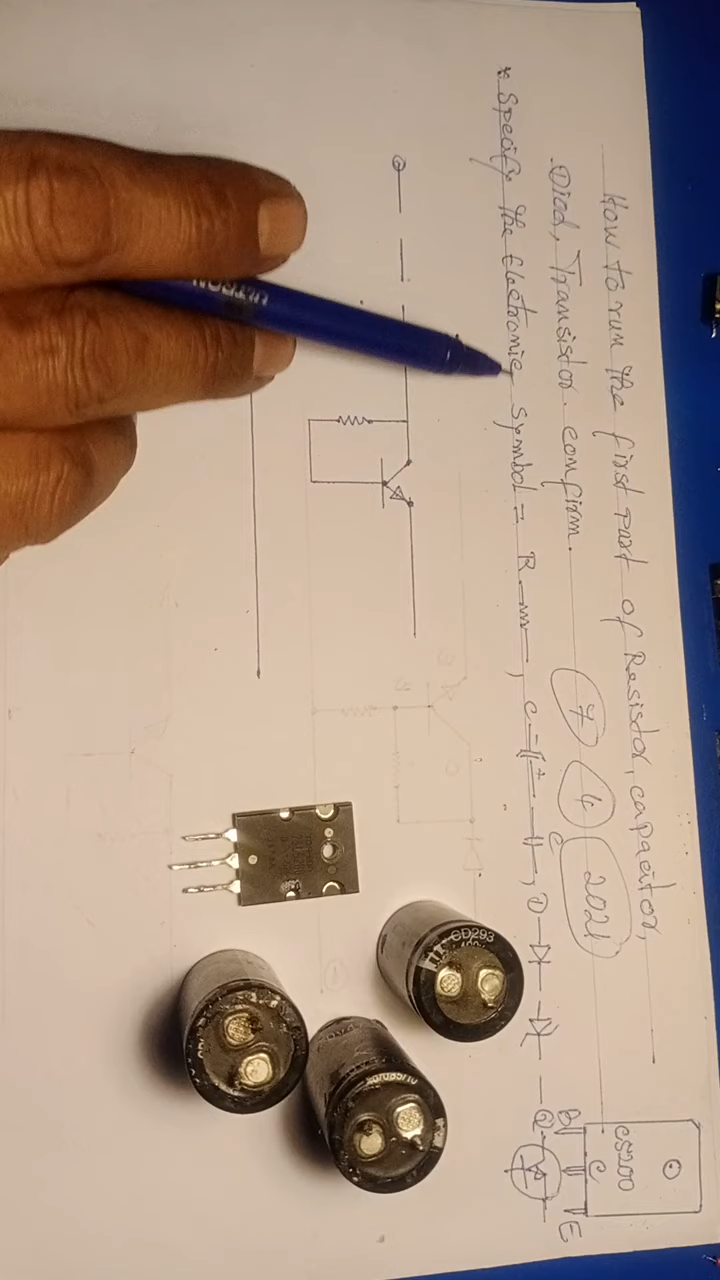 How to run the first part of Resistor, capacitor,
Diod, Transistor confirm.
7 4 2021
* Specify the Electronic Symbol = R , C = , D
Q
B C E
C5200
ULTRON
CD293